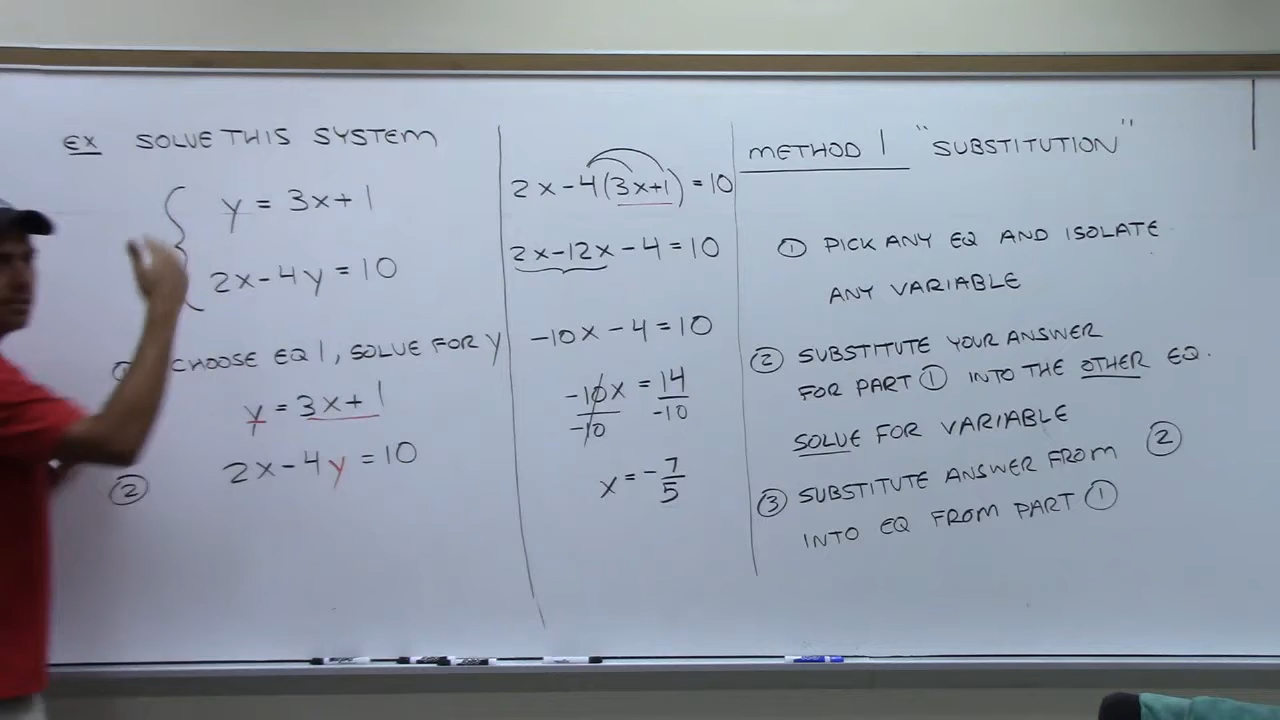 EX SOLVE THIS SYSTEM
y = 3x + 1
2x - 4y = 10
① CHOOSE EQ 1, SOLVE FOR y
y = 3x + 1
② 2x - 4y = 10
2x - 4(3x+1) = 10
2x - 12x - 4 = 10
-10x - 4 = 10
-10x = 14
-10 -10
x = -7/5
METHOD 1 "SUBSTITUTION"
① PICK ANY EQ AND ISOLATE
ANY VARIABLE
② SUBSTITUTE YOUR ANSWER
FOR PART ① INTO THE OTHER EQ.
SOLVE FOR VARIABLE
③ SUBSTITUTE ANSWER FROM ②
INTO EQ FROM PART ①